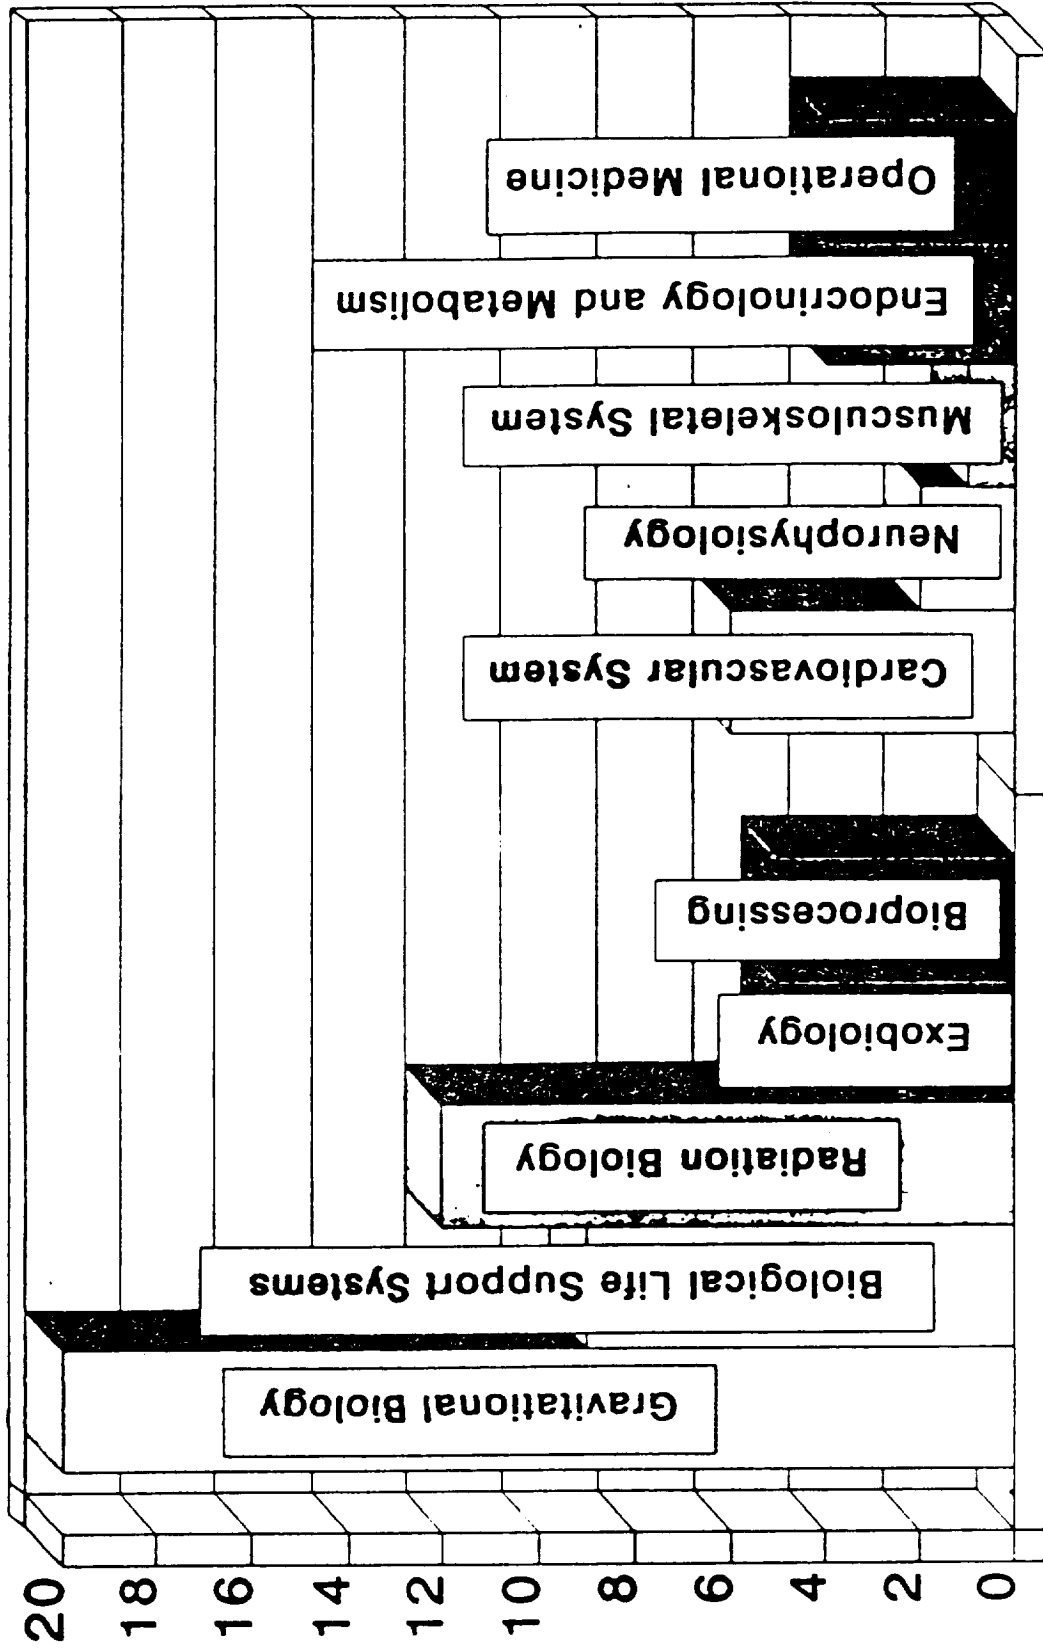 Gravitational Biology
Biological Life Support Systems
Radiation Biology
Exobiology
Bioprocessing
Cardiovascular System
Neurophysiology
Musculoskeletal System
Endocrinology and Metabolism
Operational Medicine
20
18
16
14
12
10
8
6
4
2
0